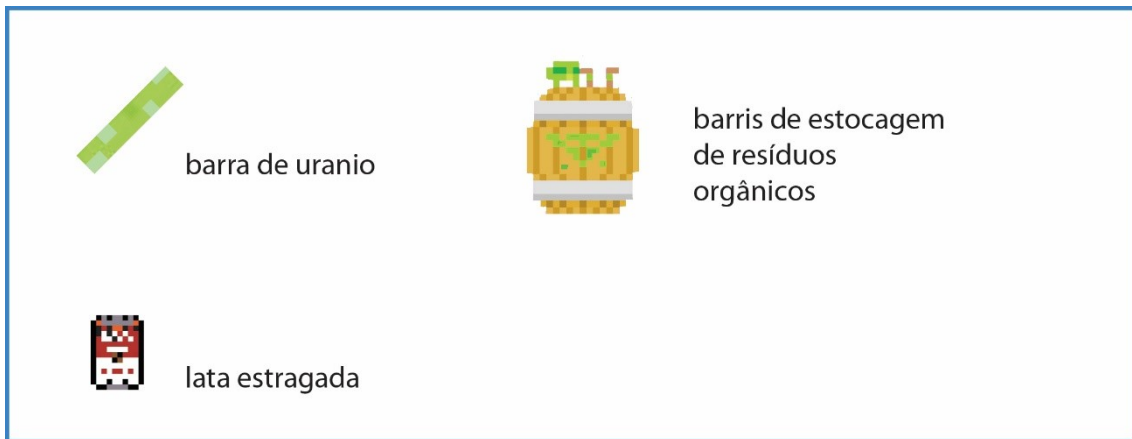 barra de uranio
barris de estocagem
de resíduos
orgânicos
lata estragada